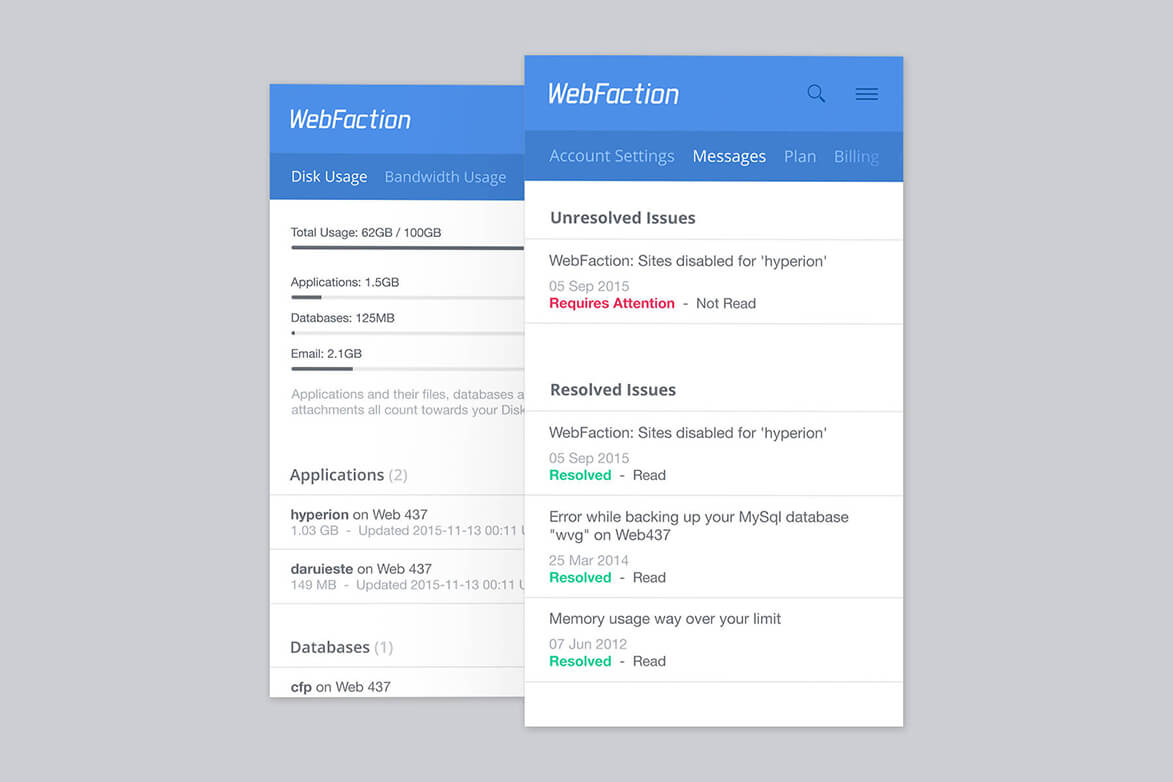 WebFaction
Disk Usage Bandwidth Usage
Total Usage: 62GB / 100GB
Applications: 1.5GB
Databases: 125MB
Email: 2.1GB
Applications and their files, databases a
attachments all count towards your Disk
Applications (2)
hyperion on Web 437
1.03 GB - Updated 2015-11-13 00:11 U
daruieste on Web 437
149 MB - Updated 2015-11-13 00:11 U
Databases (1)
cfp on Web 437
WebFaction
Account Settings Messages Plan Billing
Unresolved Issues
WebFaction: Sites disabled for 'hyperion'
05 Sep 2015
Requires Attention - Not Read
Resolved Issues
WebFaction: Sites disabled for 'hyperion'
05 Sep 2015
Resolved - Read
Error while backing up your MySql database
"wvg" on Web437
25 Mar 2014
Resolved - Read
Memory usage way over your limit
07 Jun 2012
Resolved - Read